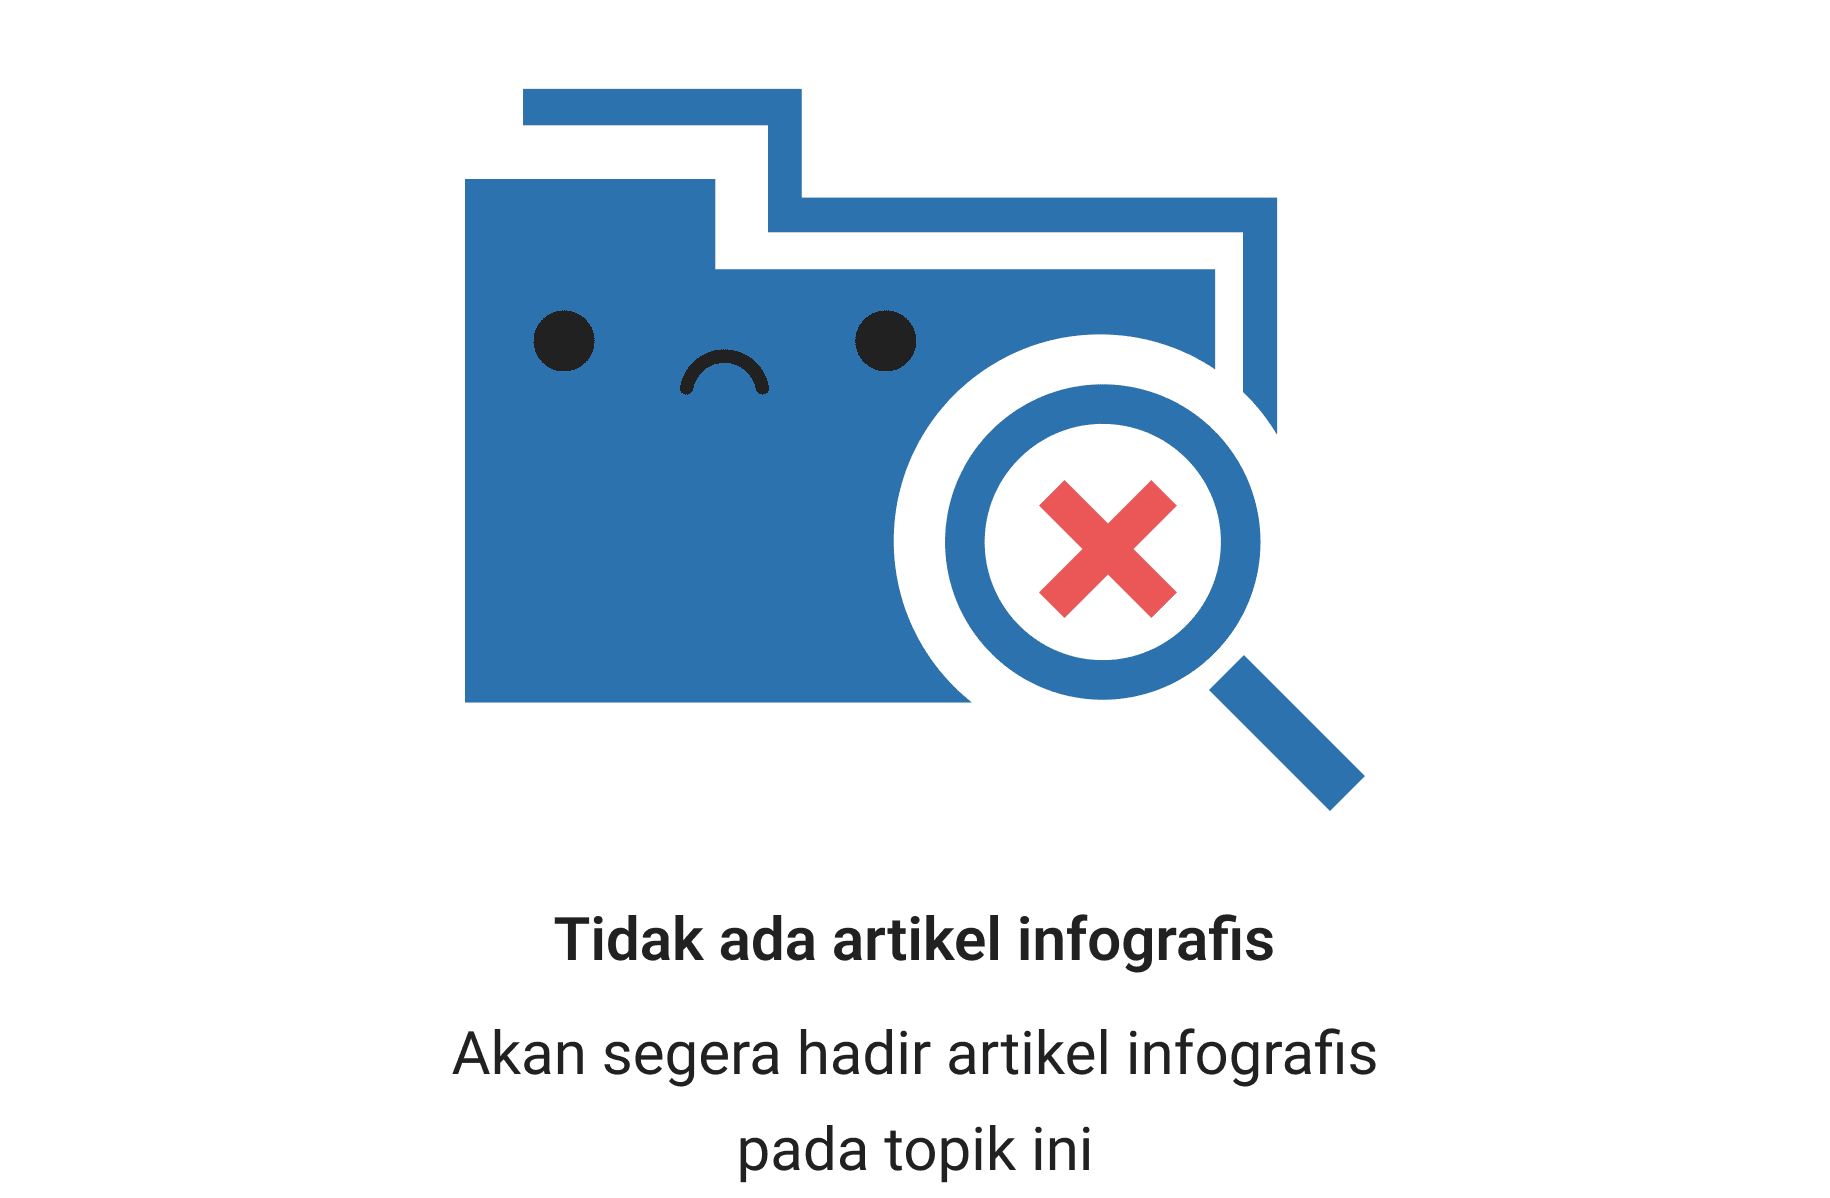 Tidak ada artikel infografis
Akan segera hadir artikel infografis
pada topik ini